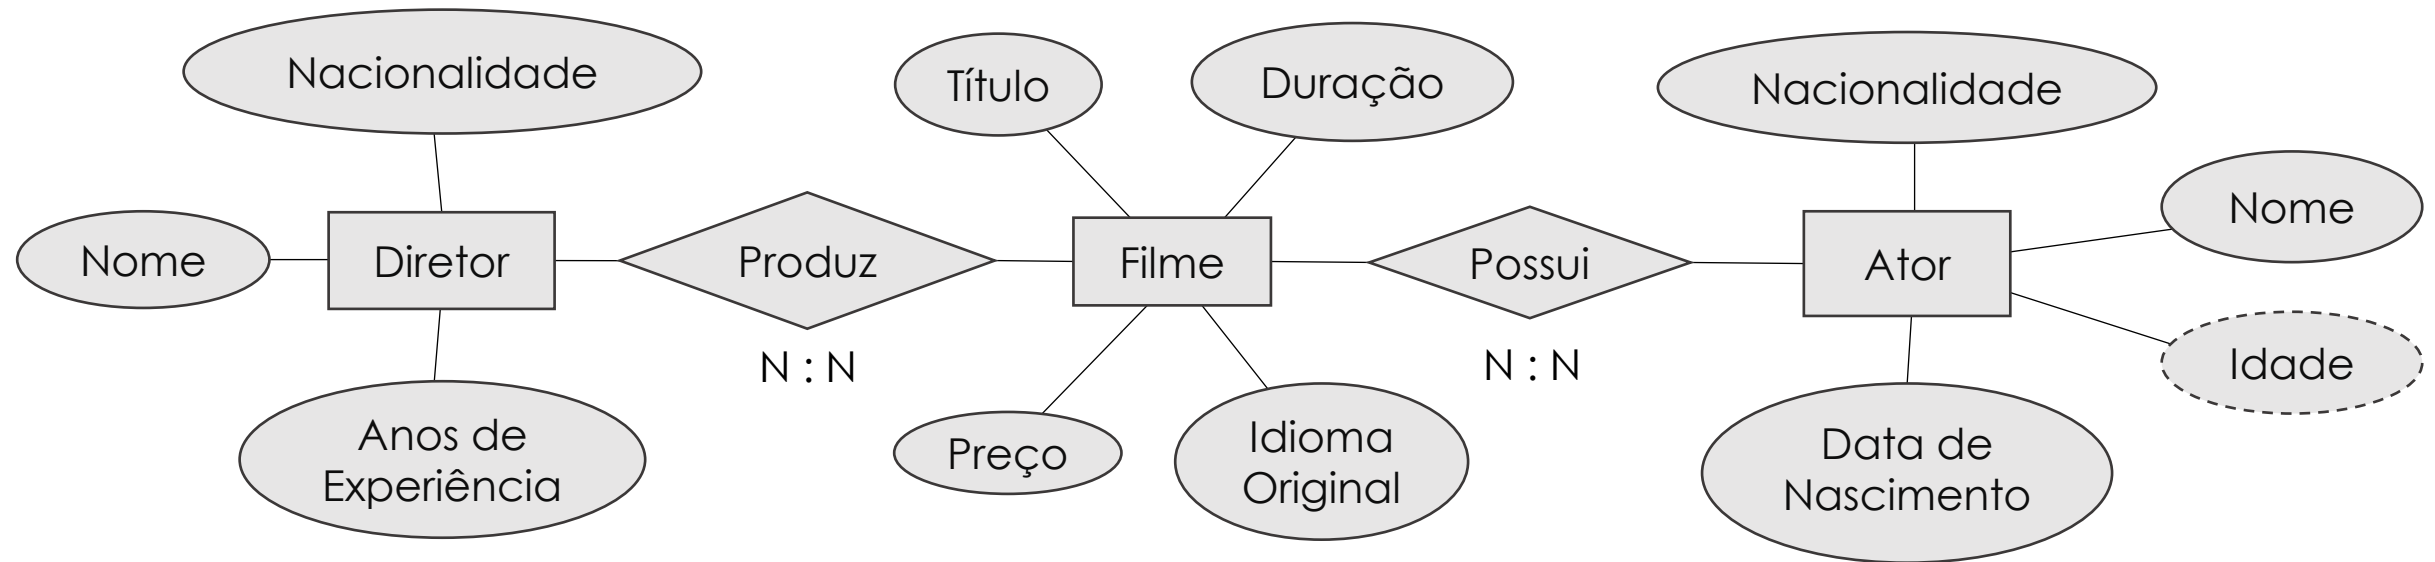 Nacionalidade
Nome
Diretor
Anos de
Experiência
Produz
N : N
Título
Duração
Filme
Preço
Idioma
Original
Possui
N : N
Nacionalidade
Ator
Nome
Idade
Data de
Nascimento